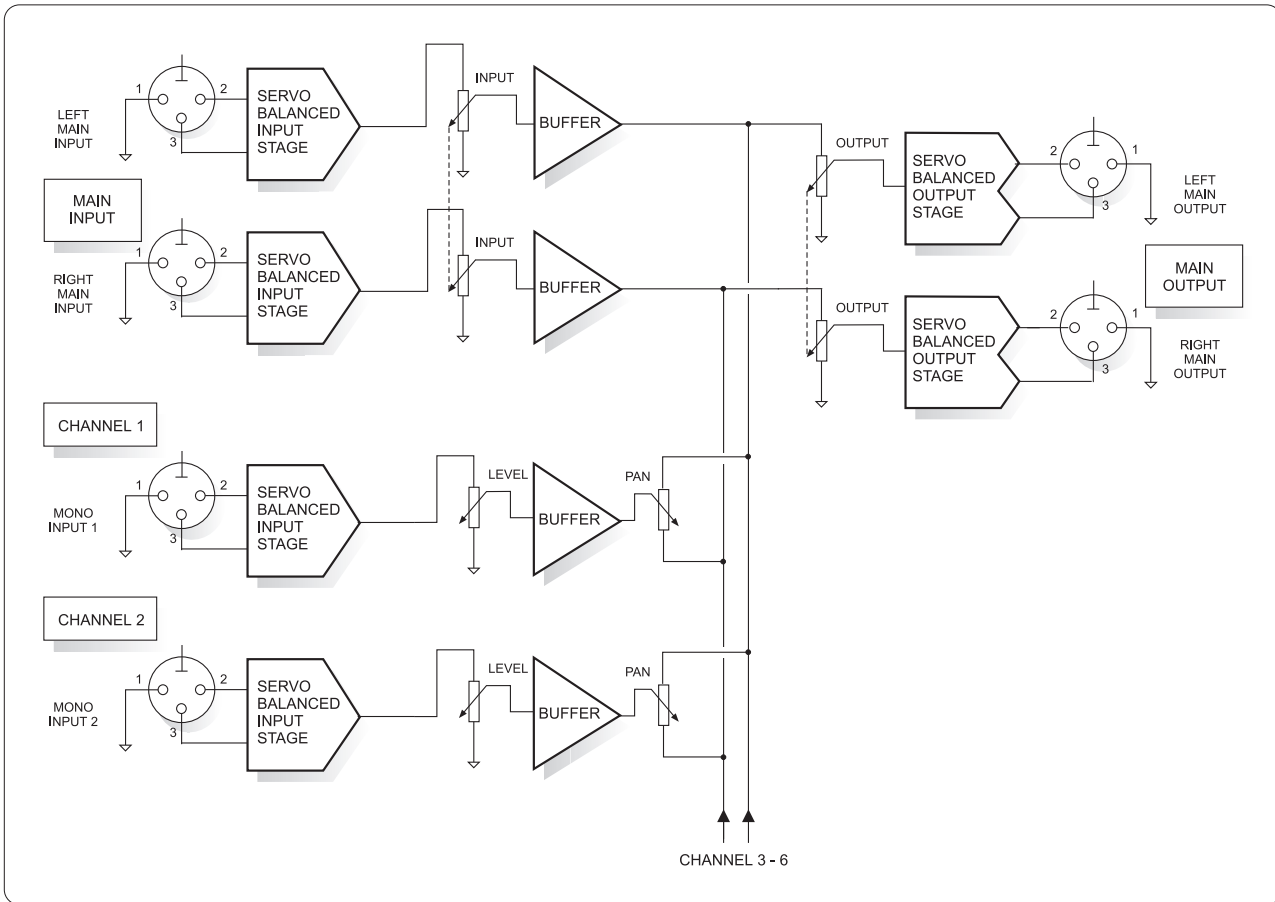 1
2
3
LEFT
MAIN
INPUT
SERVO
BALANCED
INPUT
STAGE
INPUT
BUFFER
OUTPUT
SERVO
BALANCED
OUTPUT
STAGE
2
1
3
LEFT
MAIN
OUTPUT
MAIN
INPUT
1
2
3
RIGHT
MAIN
INPUT
SERVO
BALANCED
INPUT
STAGE
INPUT
BUFFER
OUTPUT
SERVO
BALANCED
OUTPUT
STAGE
2
1
3
MAIN
OUTPUT
RIGHT
MAIN
OUTPUT
CHANNEL 1
1
2
3
MONO
INPUT 1
SERVO
BALANCED
INPUT
STAGE
LEVEL
BUFFER
PAN
CHANNEL 2
1
2
3
MONO
INPUT 2
SERVO
BALANCED
INPUT
STAGE
LEVEL
BUFFER
PAN
CHANNEL 3 - 6